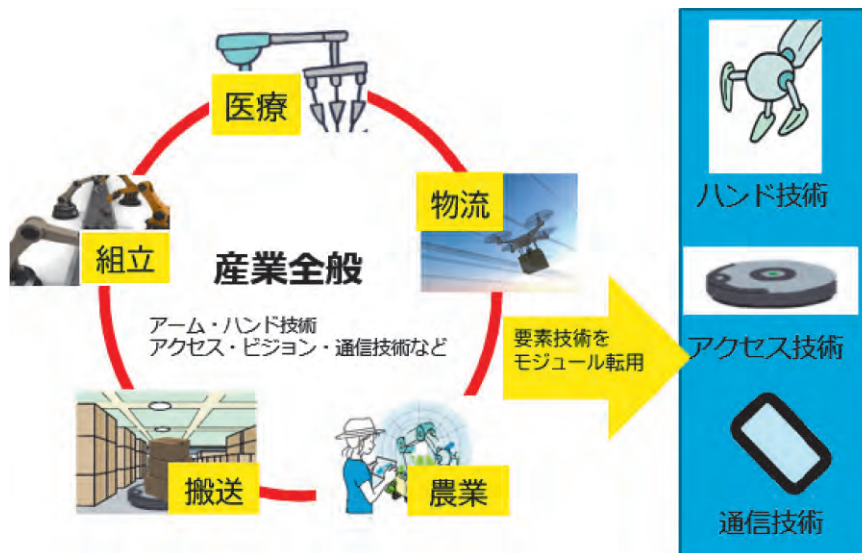 医療
物流
組立
産業全般
アーム・ハンド技術
アクセス・ビジョン・通信技術など
搬送
農業
要素技術を
モジュール転用
ハンド技術
アクセス技術
通信技術